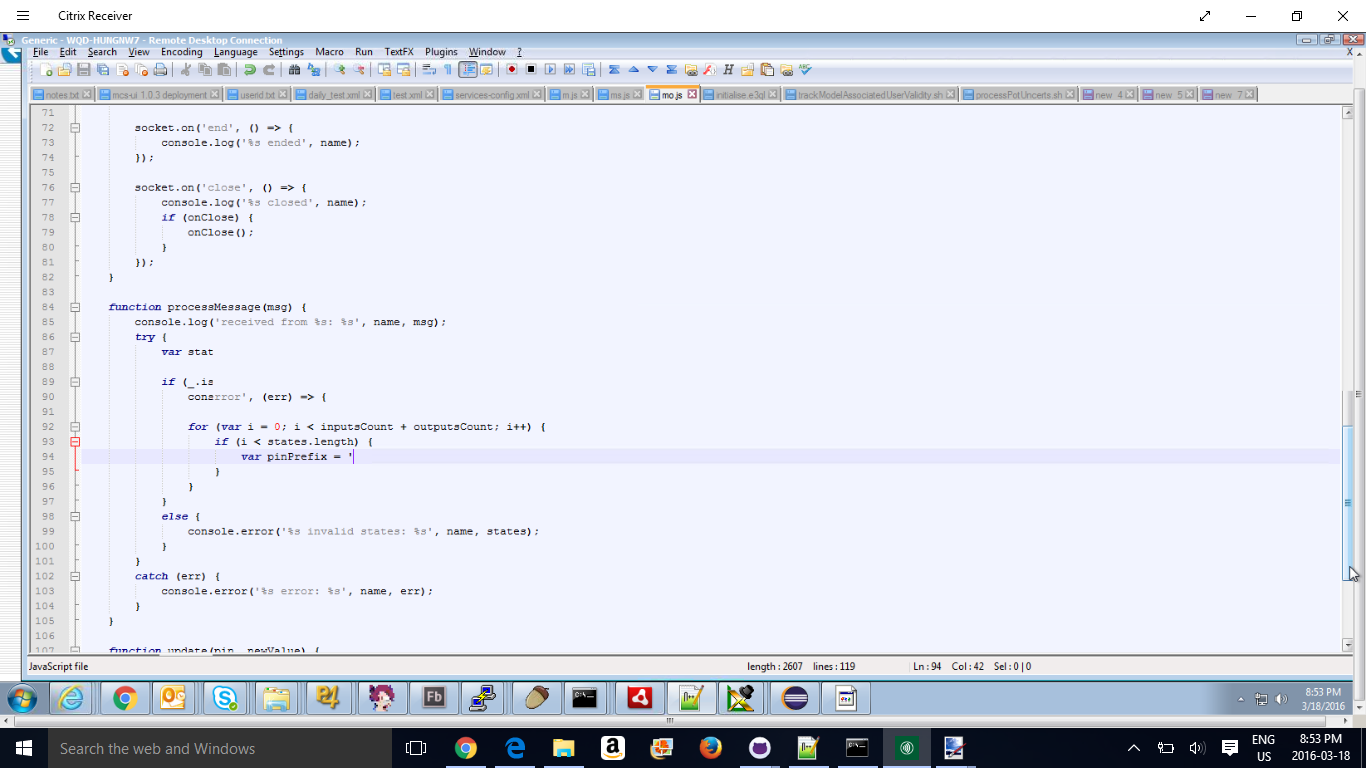 Citrix Receiver
Generic - WQD-HUNGNW7 - Remote Desktop Connection
File Edit Search View Encoding Language Settings Macro Run TextFX Plugins Window ? X
notes.txt mcs-ui 1.0.3 deployment userid.txt daily_test.xml test.xml services-config.xml m.js ms.js mo.js initialise.e3ql trackModelAssociatedUserValidity.sh processPotUncerts.sh new 4 new 5 new 7
71
72 socket.on('end', () => {
73 console.log('%s ended', name);
74 });
75
76 socket.on('close', () => {
77 console.log('%s closed', name);
78 if (onClose) {
79 onClose();
80 }
81 });
82 }
83
84 function processMessage(msg) {
85 console.log('received from %s: %s', name, msg);
86 try {
87 var stat
88
89 if (_.is
90 consrror', (err) => {
91
92 for (var i = 0; i < inputsCount + outputsCount; i++) {
93 if (i < states.length) {
94 var pinPrefix = '
95 }
96 }
97 }
98 else {
99 console.error('%s invalid states: %s', name, states);
100 }
101 }
102 catch (err) {
103 console.error('%s error: %s', name, err);
104 }
105 }
106
107 function update(pin, newValue) {
JavaScript file length : 2607 lines : 119 Ln : 94 Col : 42 Sel : 0 | 0
8:53 PM
3/18/2016
Search the web and Windows
ENG
US
8:53 PM
2016-03-18